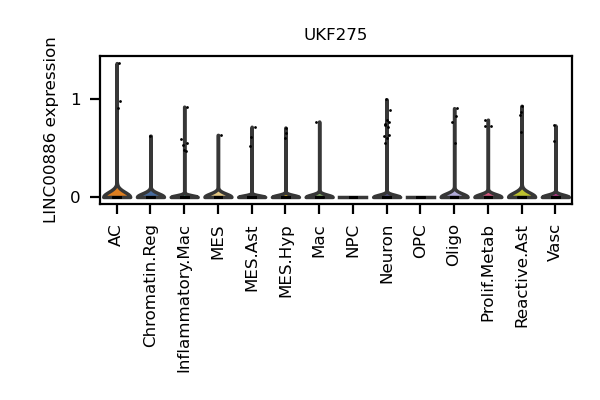 UKF275
LINC00886 expression
1
0
AC
Chromatin.Reg
Inflammatory.Mac
MES
MES.Ast
MES.Hyp
Mac
NPC
Neuron
OPC
Oligo
Prolif.Metab
Reactive.Ast
Vasc